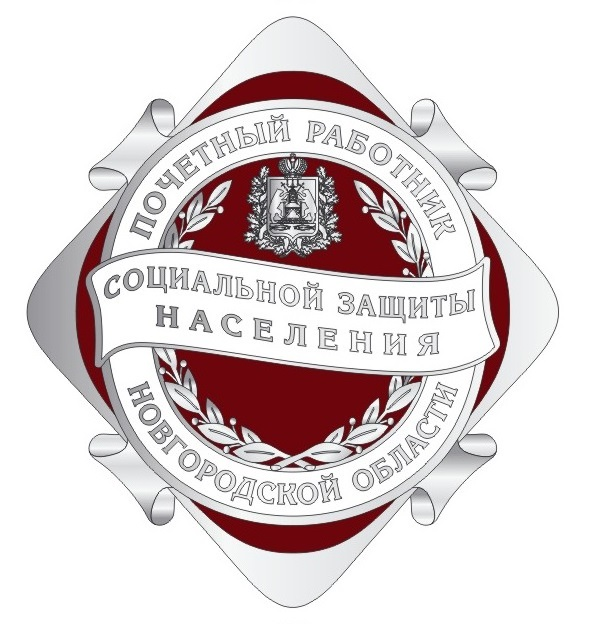 ПОЧЕТНЫЙ РАБОТНИК
СОЦИАЛЬНОЙ ЗАЩИТЫ
НАСЕЛЕНИЯ
НОВГОРОДСКОЙ ОБЛАСТИ